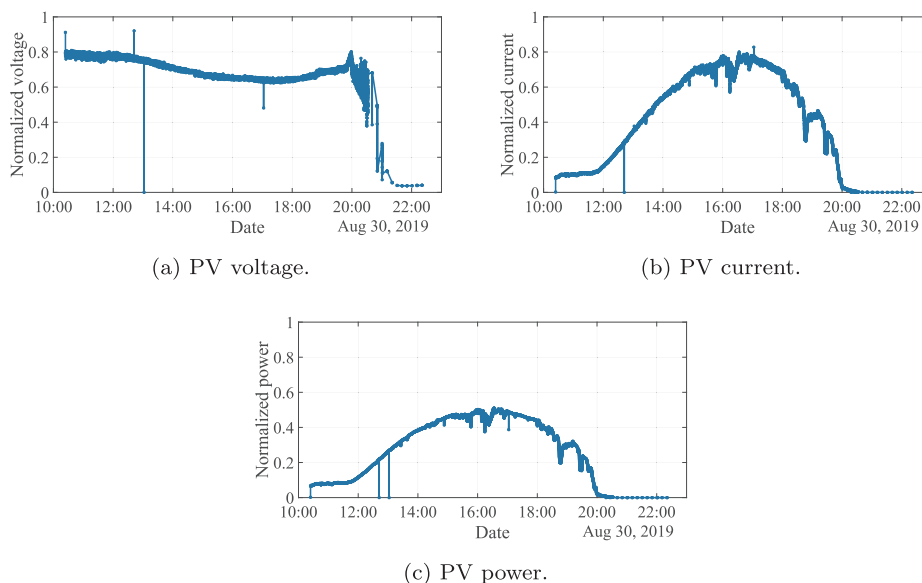 Normalized voltage
1
0.8
0.6
0.4
0.2
0
10:00 12:00 14:00 16:00 18:00 20:00 22:00
Date
Aug 30, 2019
(a) PV voltage.
Normalized current
1
0.8
0.6
0.4
0.2
0
10:00 12:00 14:00 16:00 18:00 20:00 22:00
Date
Aug 30, 2019
(b) PV current.
Normalized power
1
0.8
0.6
0.4
0.2
0
10:00 12:00 14:00 16:00 18:00 20:00 22:00
Date
Aug 30, 2019
(c) PV power.